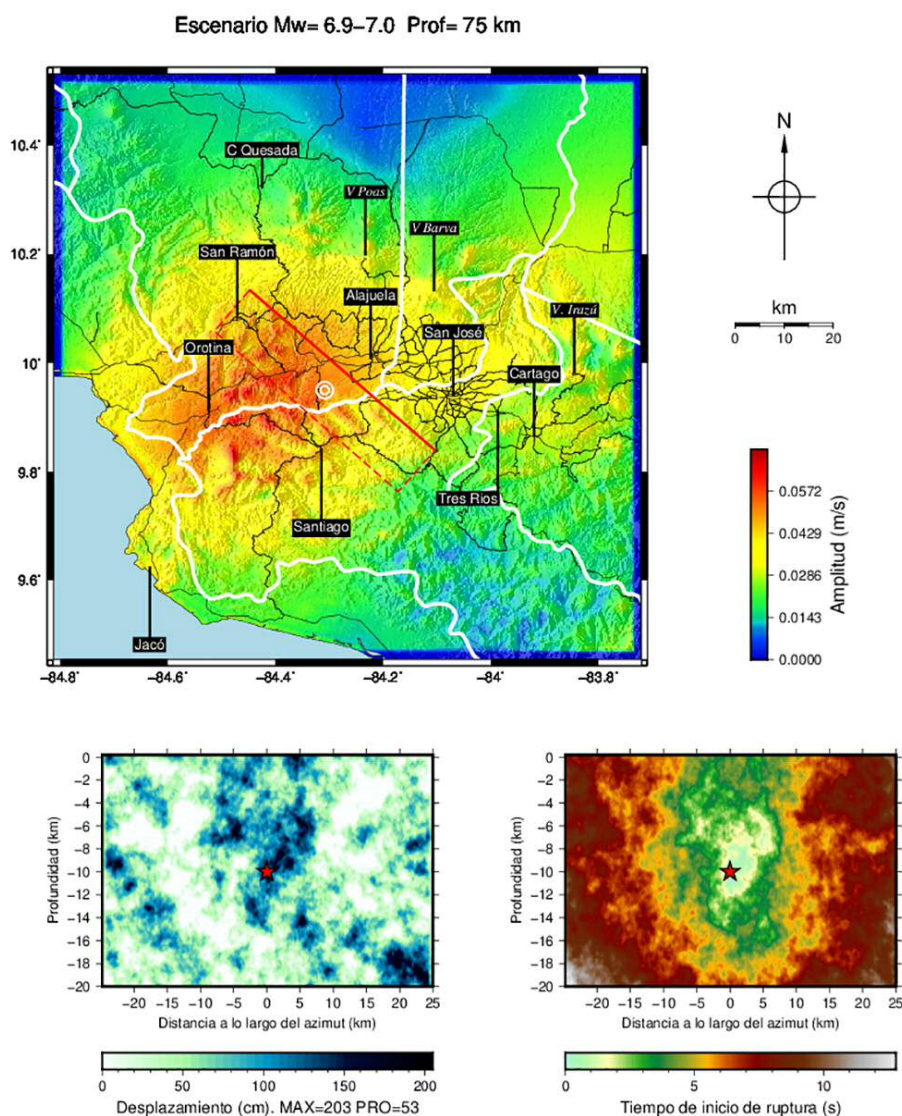 Escenario Mw= 6.9-7.0 Prof= 75 km
10.4°
10.2°
10°
9.8°
9.6°
C Quesada
V Poas
V Barva
San Ramón
Alajuela
San José
V. Irazú
Orotina
Cartago
Tres Rios
Santiago
Jacó
-84.8°
-84.6°
-84.4°
-84.2°
-84°
-83.8°
N
km
0 10 20
0.0572
0.0429
0.0286
0.0143
0.0000
Amplitud (m/s)
0
-2
-4
-6
-8
-10
-12
-14
-16
-18
-20
Profundidad (km)
-20 -15 -10 -5 0 5 10 15 20 25
Distancia a lo largo del azimut (km)
0 50 100 150 200
Desplazamiento (cm). MAX=203 PRO=53
0
-2
-4
-6
-8
-10
-12
-14
-16
-18
-20
Profundidad (km)
-20 -15 -10 -5 0 5 10 15 20 25
Distancia a lo largo del azimut (km)
0 5 10
Tiempo de inicio de ruptura (s)